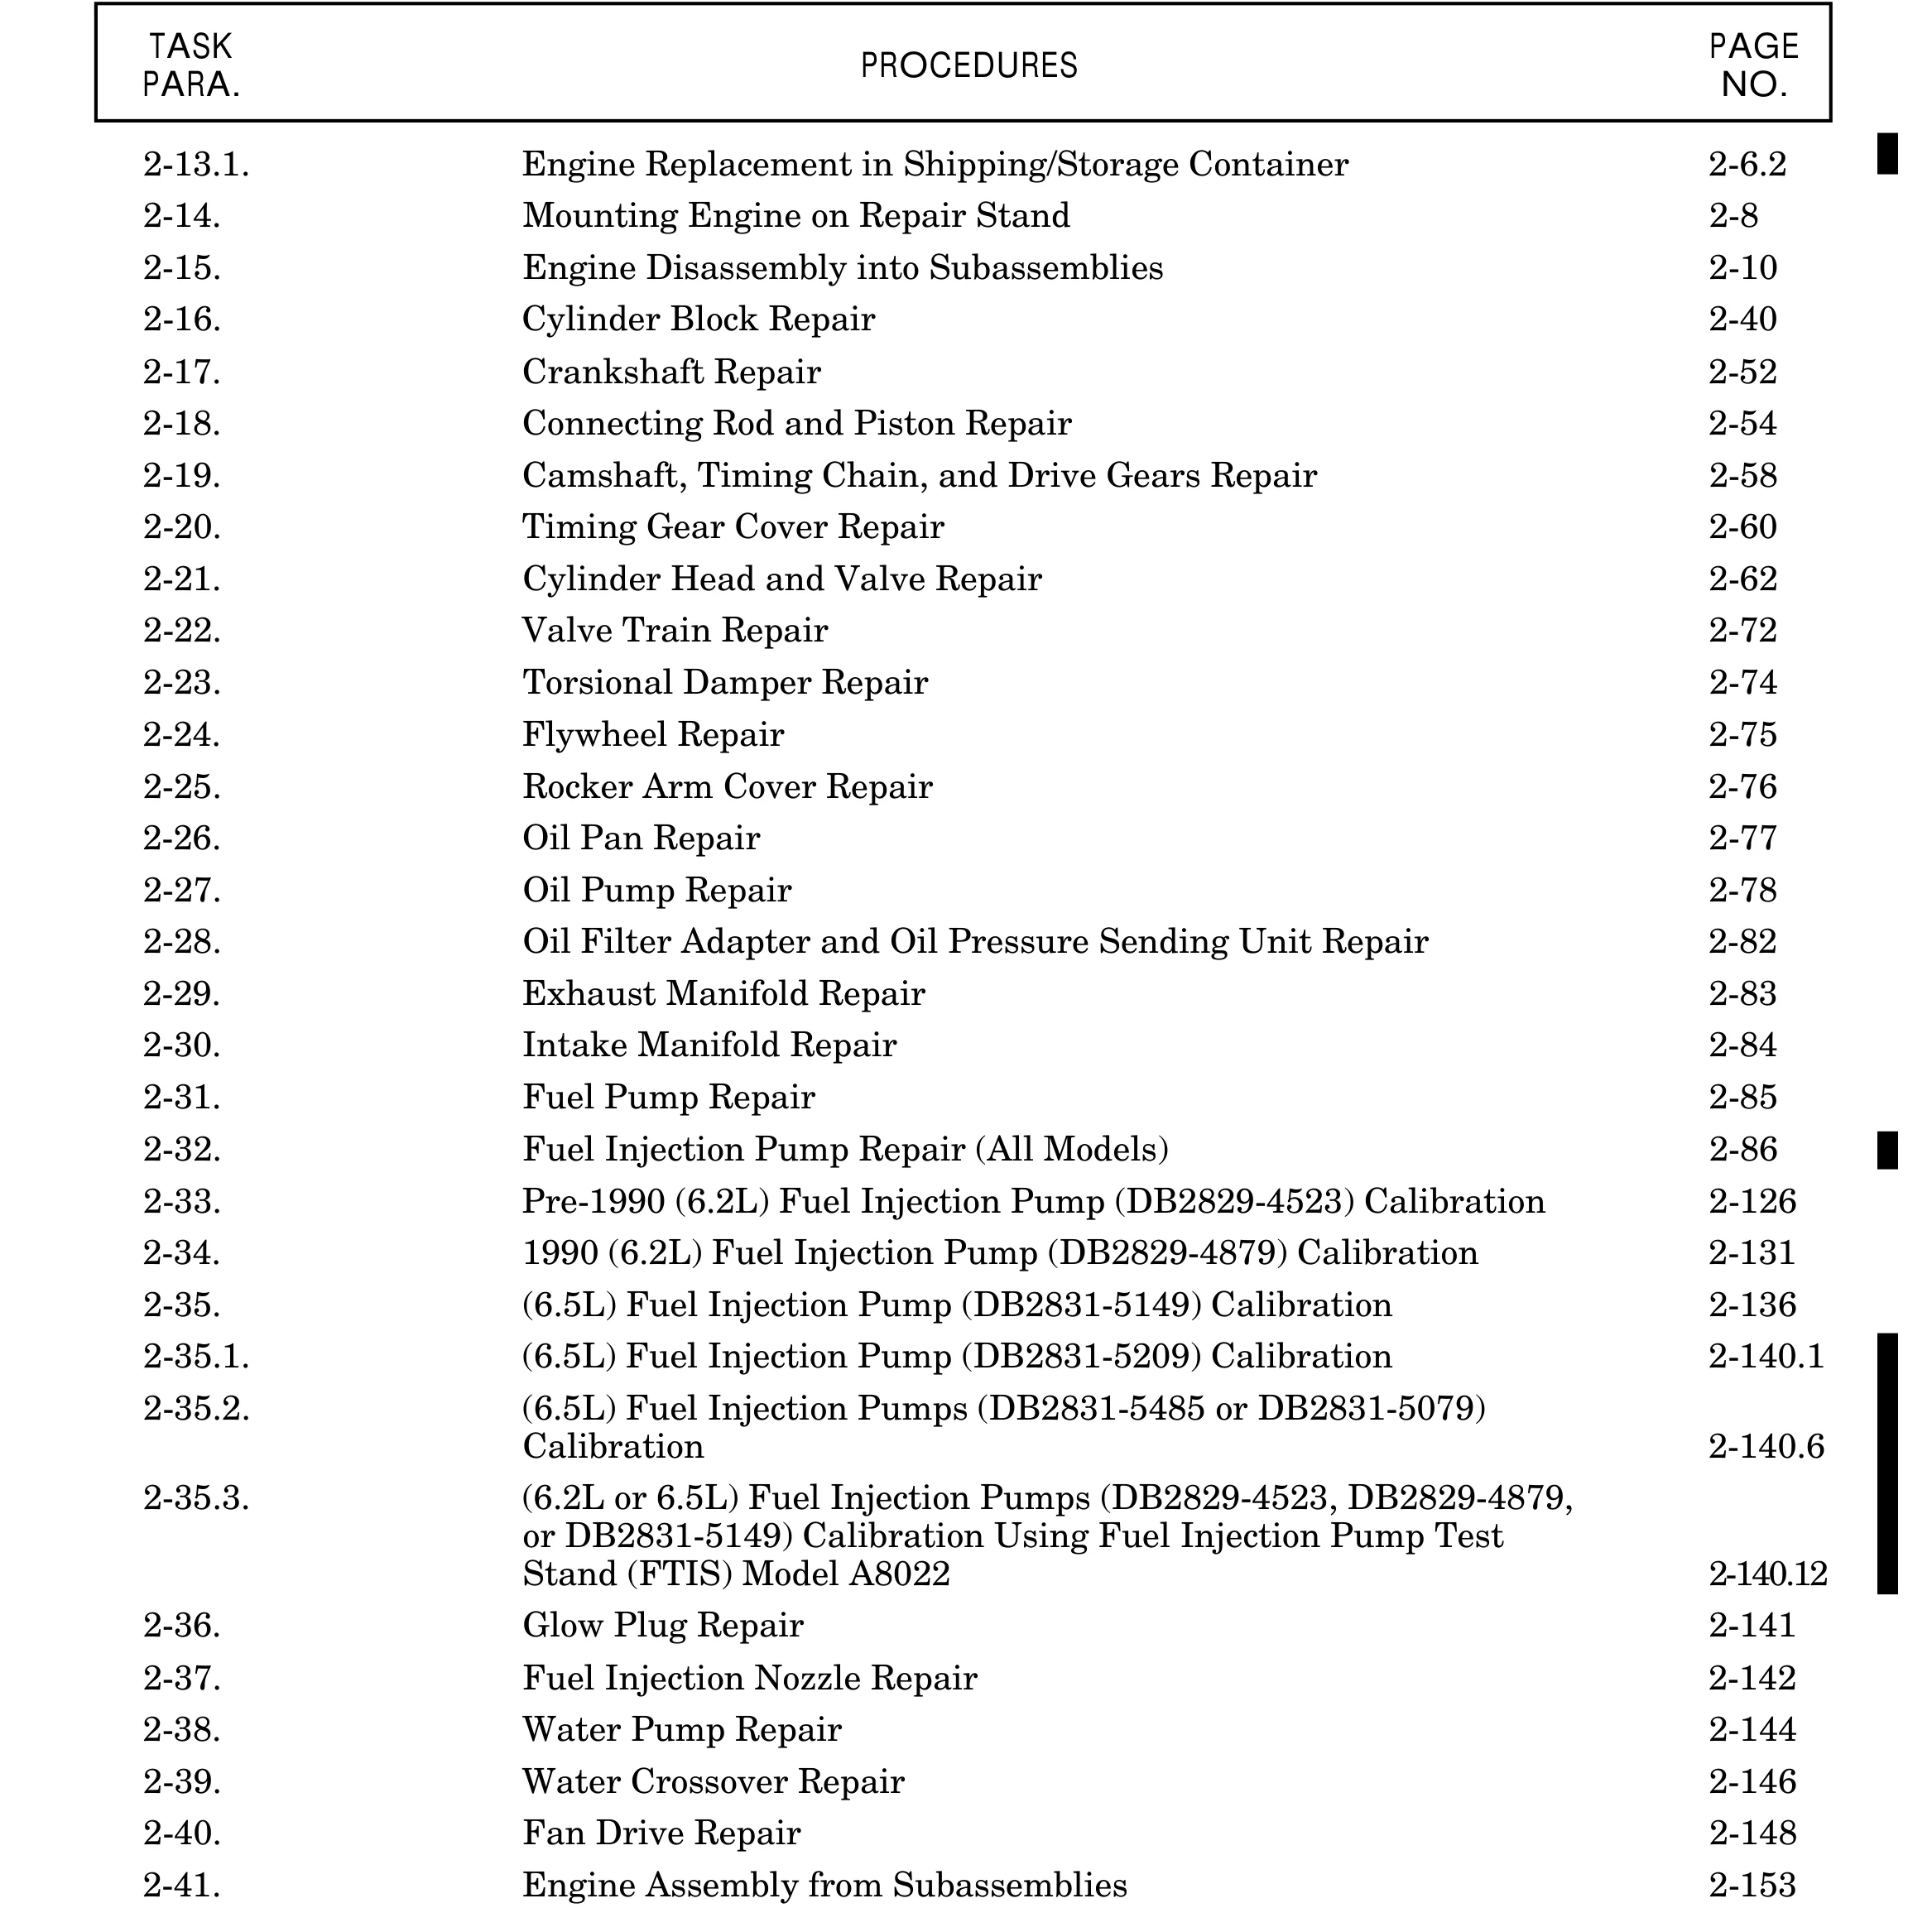 TASK PARA. PROCEDURES PAGE NO.
2-13.1. Engine Replacement in Shipping/Storage Container 2-6.2
2-14. Mounting Engine on Repair Stand 2-8
2-15. Engine Disassembly into Subassemblies 2-10
2-16. Cylinder Block Repair 2-40
2-17. Crankshaft Repair 2-52
2-18. Connecting Rod and Piston Repair 2-54
2-19. Camshaft, Timing Chain, and Drive Gears Repair 2-58
2-20. Timing Gear Cover Repair 2-60
2-21. Cylinder Head and Valve Repair 2-62
2-22. Valve Train Repair 2-72
2-23. Torsional Damper Repair 2-74
2-24. Flywheel Repair 2-75
2-25. Rocker Arm Cover Repair 2-76
2-26. Oil Pan Repair 2-77
2-27. Oil Pump Repair 2-78
2-28. Oil Filter Adapter and Oil Pressure Sending Unit Repair 2-82
2-29. Exhaust Manifold Repair 2-83
2-30. Intake Manifold Repair 2-84
2-31. Fuel Pump Repair 2-85
2-32. Fuel Injection Pump Repair (All Models) 2-86
2-33. Pre-1990 (6.2L) Fuel Injection Pump (DB2829-4523) Calibration 2-126
2-34. 1990 (6.2L) Fuel Injection Pump (DB2829-4879) Calibration 2-131
2-35. (6.5L) Fuel Injection Pump (DB2831-5149) Calibration 2-136
2-35.1. (6.5L) Fuel Injection Pump (DB2831-5209) Calibration 2-140.1
2-35.2. (6.5L) Fuel Injection Pumps (DB2831-5485 or DB2831-5079)
Calibration 2-140.6
2-35.3. (6.2L or 6.5L) Fuel Injection Pumps (DB2829-4523, DB2829-4879,
or DB2831-5149) Calibration Using Fuel Injection Pump Test
Stand (FTIS) Model A8022 2-140.12
2-36. Glow Plug Repair 2-141
2-37. Fuel Injection Nozzle Repair 2-142
2-38. Water Pump Repair 2-144
2-39. Water Crossover Repair 2-146
2-40. Fan Drive Repair 2-148
2-41. Engine Assembly from Subassemblies 2-153